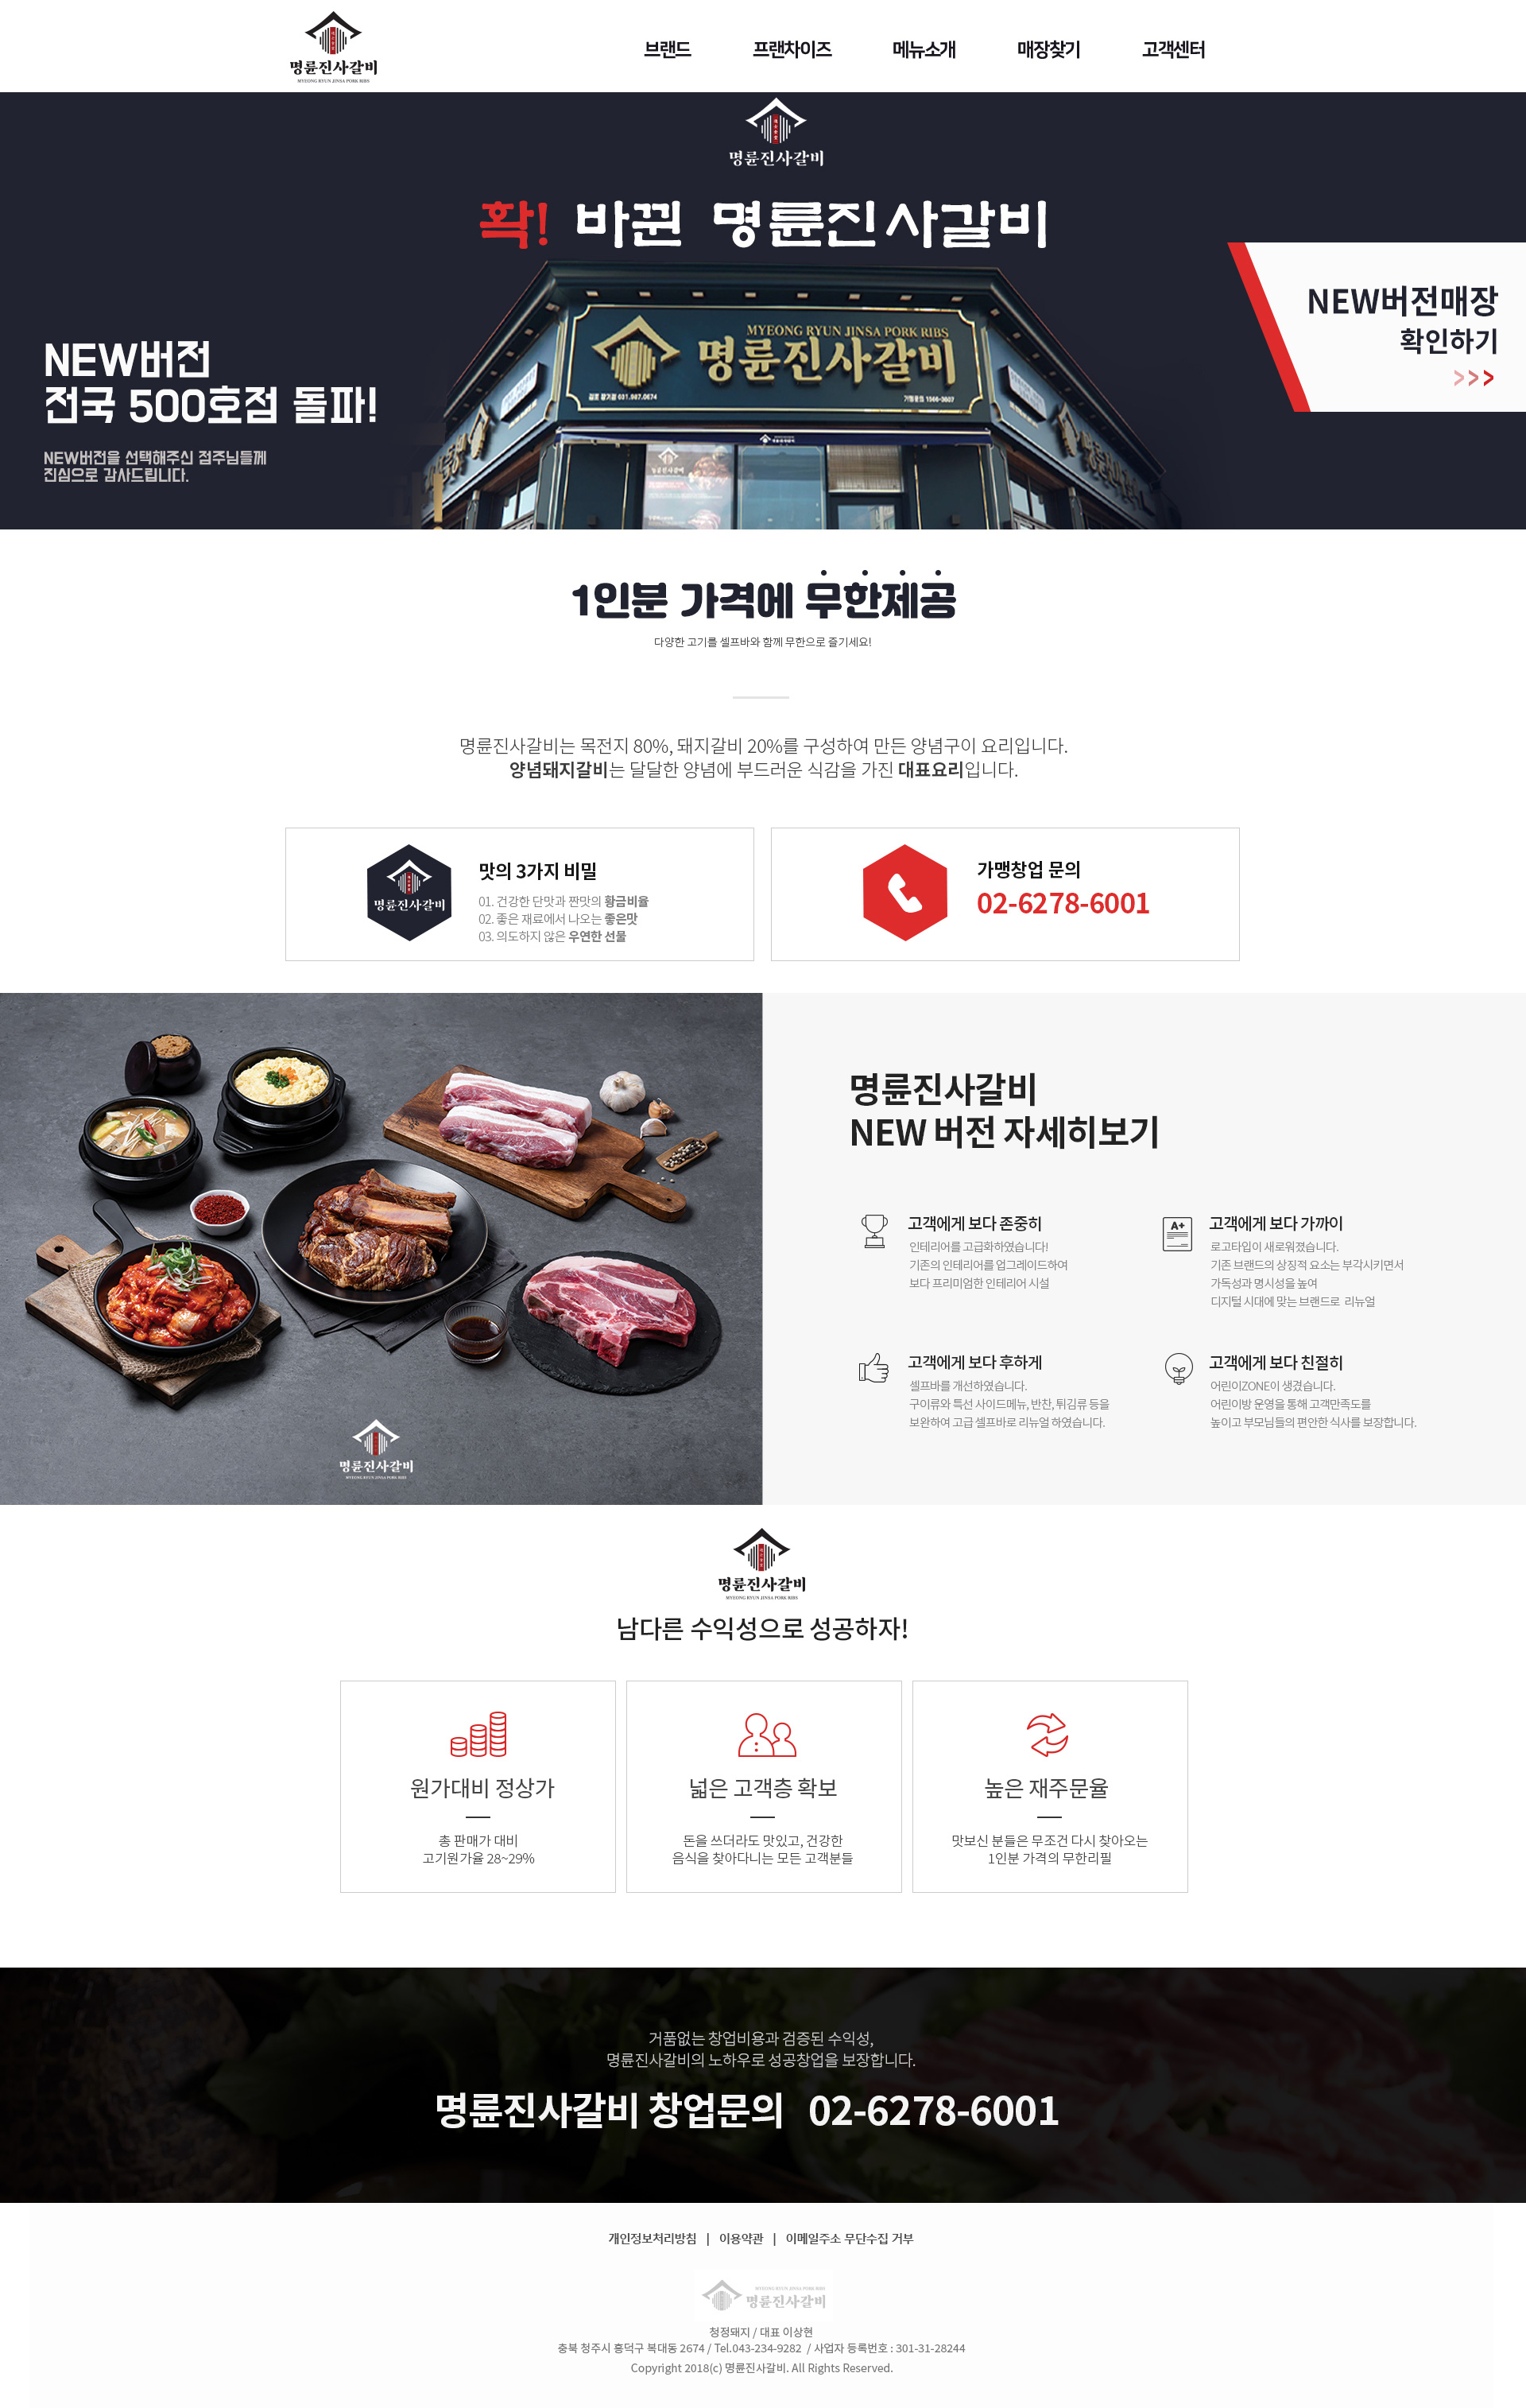 명륜진사갈비
MYEONG RYUN JINSA PORK RIBS
브랜드
프랜차이즈
메뉴소개
매장찾기
고객센터
명륜진사갈비
확! 바뀐 명륜진사갈비
MYEONG RYUN JINSA PORK RIBS
명륜진사갈비
NEW버전
전국 500호점 돌파!
NEW버전을 선택해주신 점주님들께
진심으로 감사드립니다.
NEW버전매장
확인하기
1인분 가격에 무한제공
다양한 고기를 셀프바와 함께 무한으로 즐기세요!
명륜진사갈비는 목전지 80%, 돼지갈비 20%를 구성하여 만든 양념구이 요리입니다.
양념돼지갈비는 달달한 양념에 부드러운 식감을 가진 대표요리입니다.
명륜진사갈비
맛의 3가지 비밀
01. 건강한 단맛과 짠맛의 황금비율
02. 좋은 재료에서 나오는 좋은맛
03. 의도하지 않은 우연한 선물
가맹창업 문의
02-6278-6001
명륜진사갈비
MYEONG RYUN JINSA PORK RIBS
명륜진사갈비
NEW 버전 자세히보기
고객에게 보다 존중히
인테리어를 고급화하였습니다!
기존의 인테리어를 업그레이드하여
보다 프리미엄한 인테리어 시설
A+
고객에게 보다 가까이
로고타입이 새로워졌습니다.
기존 브랜드의 상징적 요소는 부각시키면서
가독성과 명시성을 높여
디지털 시대에 맞는 브랜드로 리뉴얼
고객에게 보다 후하게
셀프바를 개선하였습니다.
구이류와 특선 사이드메뉴, 반찬, 튀김류 등을
보완하여 고급 셀프바로 리뉴얼 하였습니다.
고객에게 보다 친절히
어린이ZONE이 생겼습니다.
어린이방 운영을 통해 고객만족도를
높이고 부모님들의 편안한 식사를 보장합니다.
명륜진사갈비
MYEONG RYUN JINSA PORK RIBS
남다른 수익성으로 성공하자!
원가대비 정상가
총 판매가 대비
고기원가율 28~29%
넓은 고객층 확보
돈을 쓰더라도 맛있고, 건강한
음식을 찾아다니는 모든 고객분들
높은 재주문율
맛보신 분들은 무조건 다시 찾아오는
1인분 가격의 무한리필
거품없는 창업비용과 검증된 수익성,
명륜진사갈비의 노하우로 성공창업을 보장합니다.
명륜진사갈비 창업문의 02-6278-6001
개인정보처리방침 | 이용약관 | 이메일주소 무단수집 거부
MYEONG RYUN JINSA PORK RIBS
명륜진사갈비
청정돼지 / 대표 이상현
충북 청주시 흥덕구 복대동 2674 / Tel.043-234-9282 / 사업자 등록번호 : 301-31-28244
Copyright 2018(c) 명륜진사갈비. All Rights Reserved.